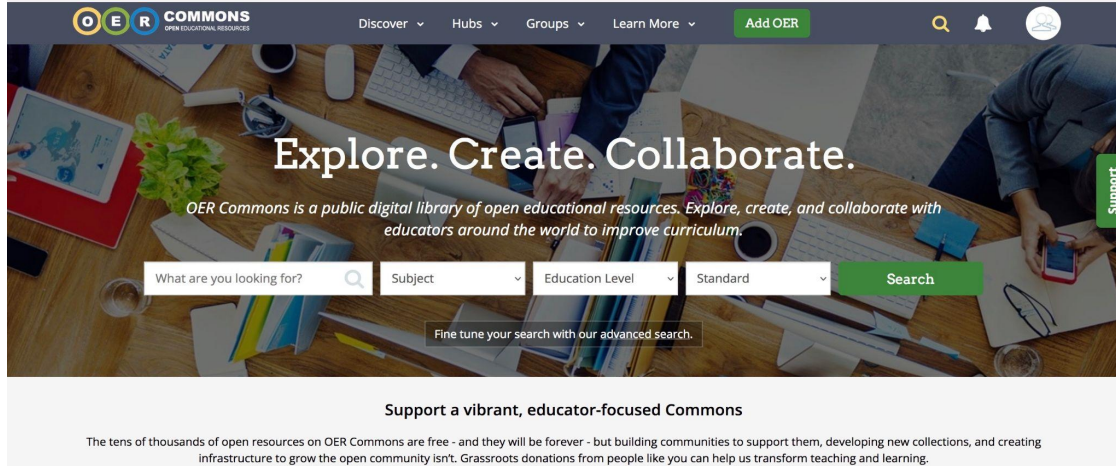 OER COMMONS
OPEN EDUCATIONAL RESOURCES
Discover
Hubs
Groups
Learn More
Add OER
Explore. Create. Collaborate.
OER Commons is a public digital library of open educational resources. Explore, create, and collaborate with
educators around the world to improve curriculum.
Support
What are you looking for?
Subject
Education Level
Standard
Search
Fine tune your search with our advanced search.
Support a vibrant, educator-focused Commons
The tens of thousands of open resources on OER Commons are free - and they will be forever - but building communities to support them, developing new collections, and creating
infrastructure to grow the open community isn't. Grassroots donations from people like you can help us transform teaching and learning.